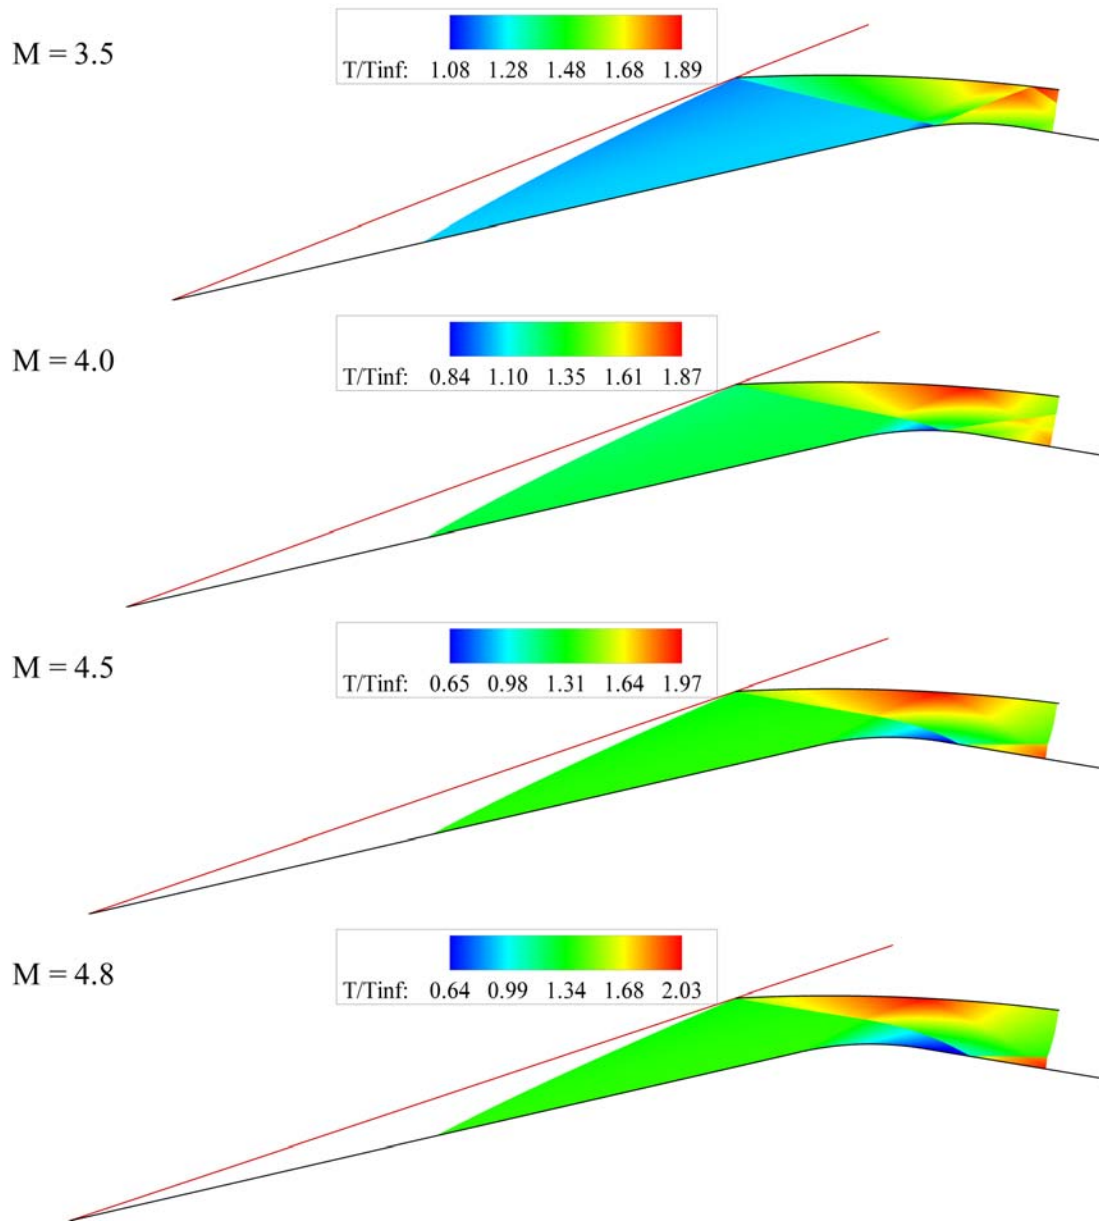 M = 3.5
T/Tinf: 1.08 1.28 1.48 1.68 1.89
M = 4.0
T/Tinf: 0.84 1.10 1.35 1.61 1.87
M = 4.5
T/Tinf: 0.65 0.98 1.31 1.64 1.97
M = 4.8
T/Tinf: 0.64 0.99 1.34 1.68 2.03